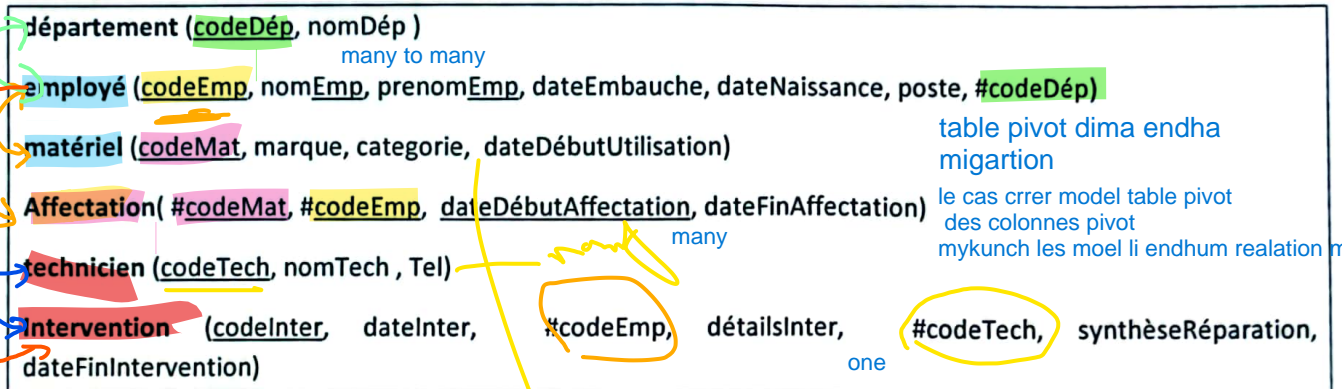 département (codeDép, nomDép )
many to many
employé (codeEmp, nomEmp, prenomEmp, dateEmbauche, dateNaissance, poste, #codeDép)
table pivot dima endha
migartion
matériel (codeMat, marque, categorie, dateDébutUtilisation)
le cas crrer model table pivot
des colonnes pivot
mykunch les moel li endhum realation m
Affectation( #codeMat, #codeEmp, dateDébutAffectation, dateFinAffectation)
many
technicien (codeTech, nomTech , Tel)
Intervention (codeInter, dateInter, #codeEmp, détailsInter, #codeTech, synthèseRéparation,
one
dateFinIntervention)